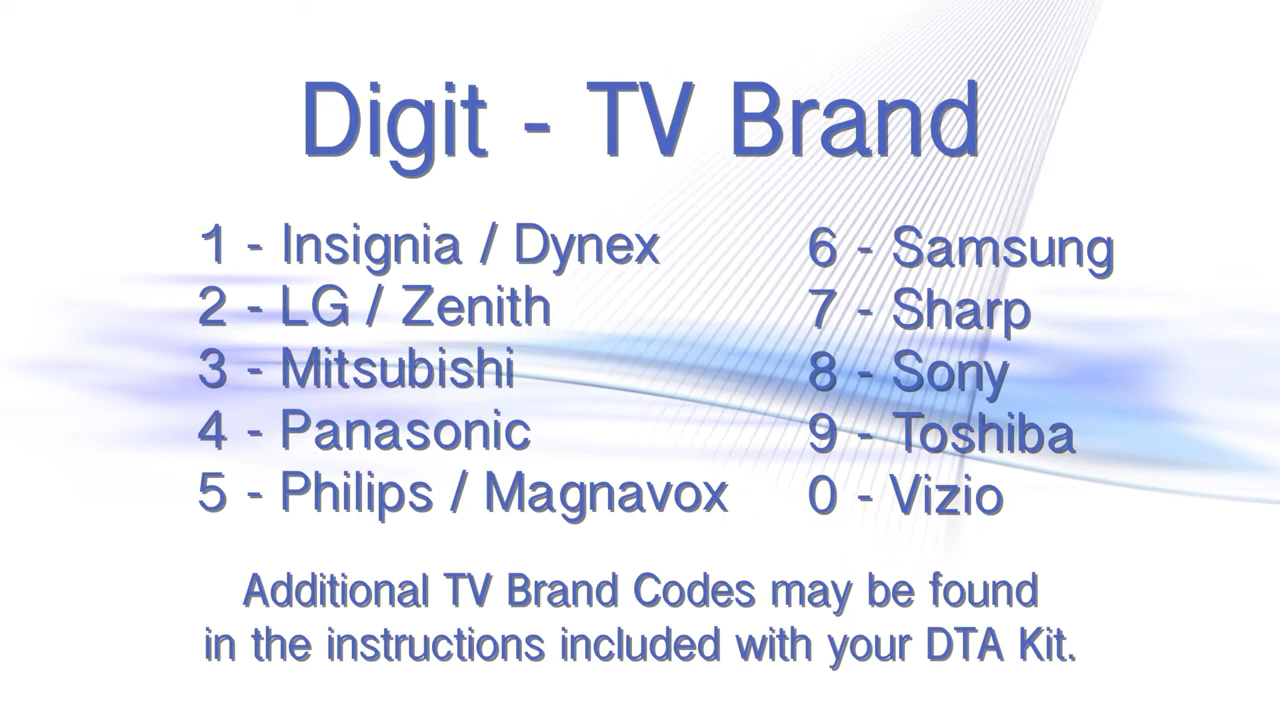 Digit - TV Brand
1 - Insignia / Dynex
2 - LG / Zenith
3 - Mitsubishi
4 - Panasonic
5 - Philips / Magnavox
6 - Samsung
7 - Sharp
8 - Sony
9 - Toshiba
0 - Vizio
Additional TV Brand Codes may be found
in the instructions included with your DTA Kit.